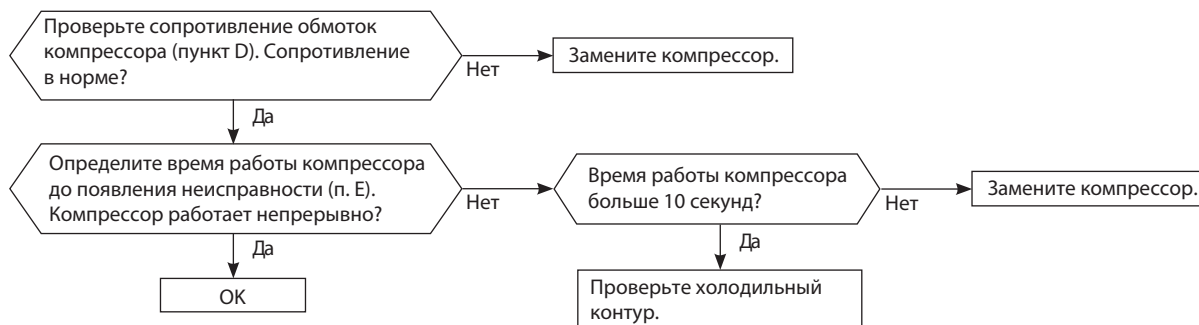 Проверьте сопротивление обмоток
компрессора (пункт D). Сопротивление
в норме?
Нет
Замените компрессор.
Да
Определите время работы компрессора
до появления неисправности (п. E).
Компрессор работает непрерывно?
Нет
Время работы компрессора
больше 10 секунд?
Нет
Замените компрессор.
Да
OK
Да
Проверьте холодильный
контур.